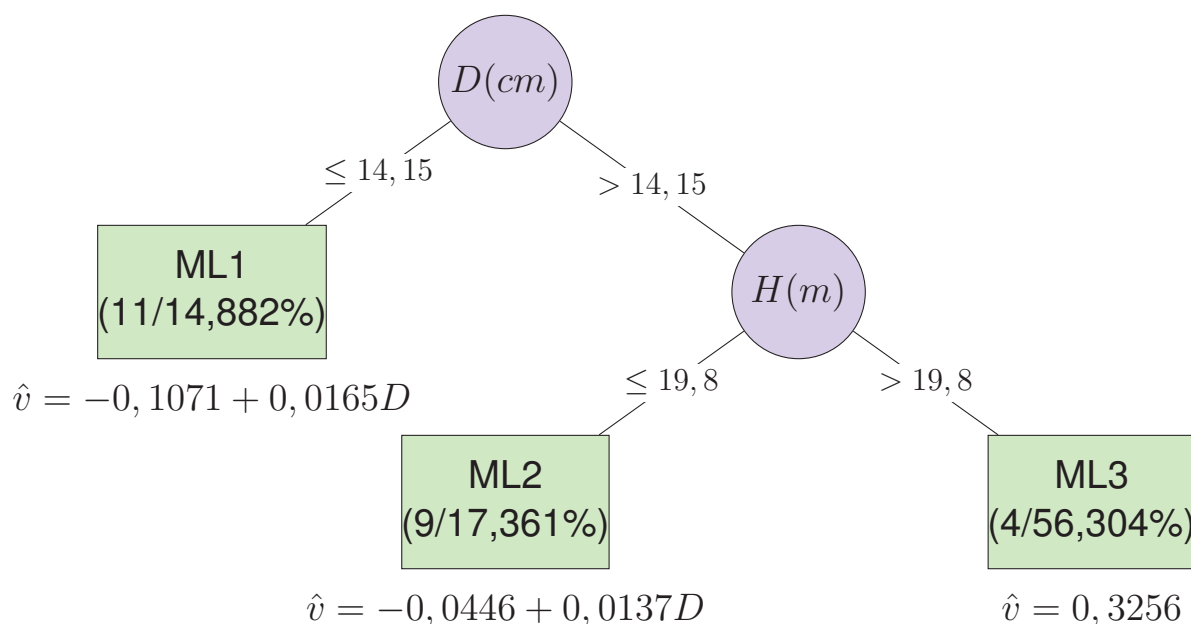 D(cm)
≤ 14, 15
> 14, 15
ML1
(11/14,882%)
H(m)
v̂ = −0, 1071 + 0, 0165D
≤ 19, 8
> 19, 8
ML2
(9/17,361%)
ML3
(4/56,304%)
v̂ = −0, 0446 + 0, 0137D
v̂ = 0, 3256